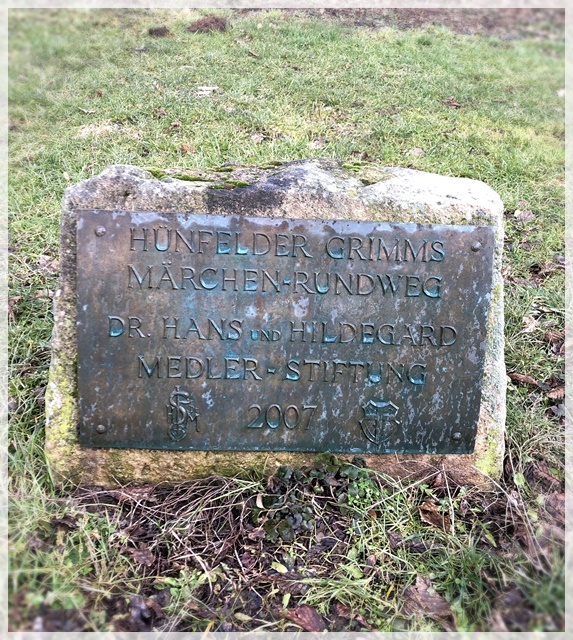 HÜNFELDER GRIMMS
MÄRCHEN-RUNDWEG
DR. HANS UND HILDEGARD
MEDLER-STIFTUNG
2007